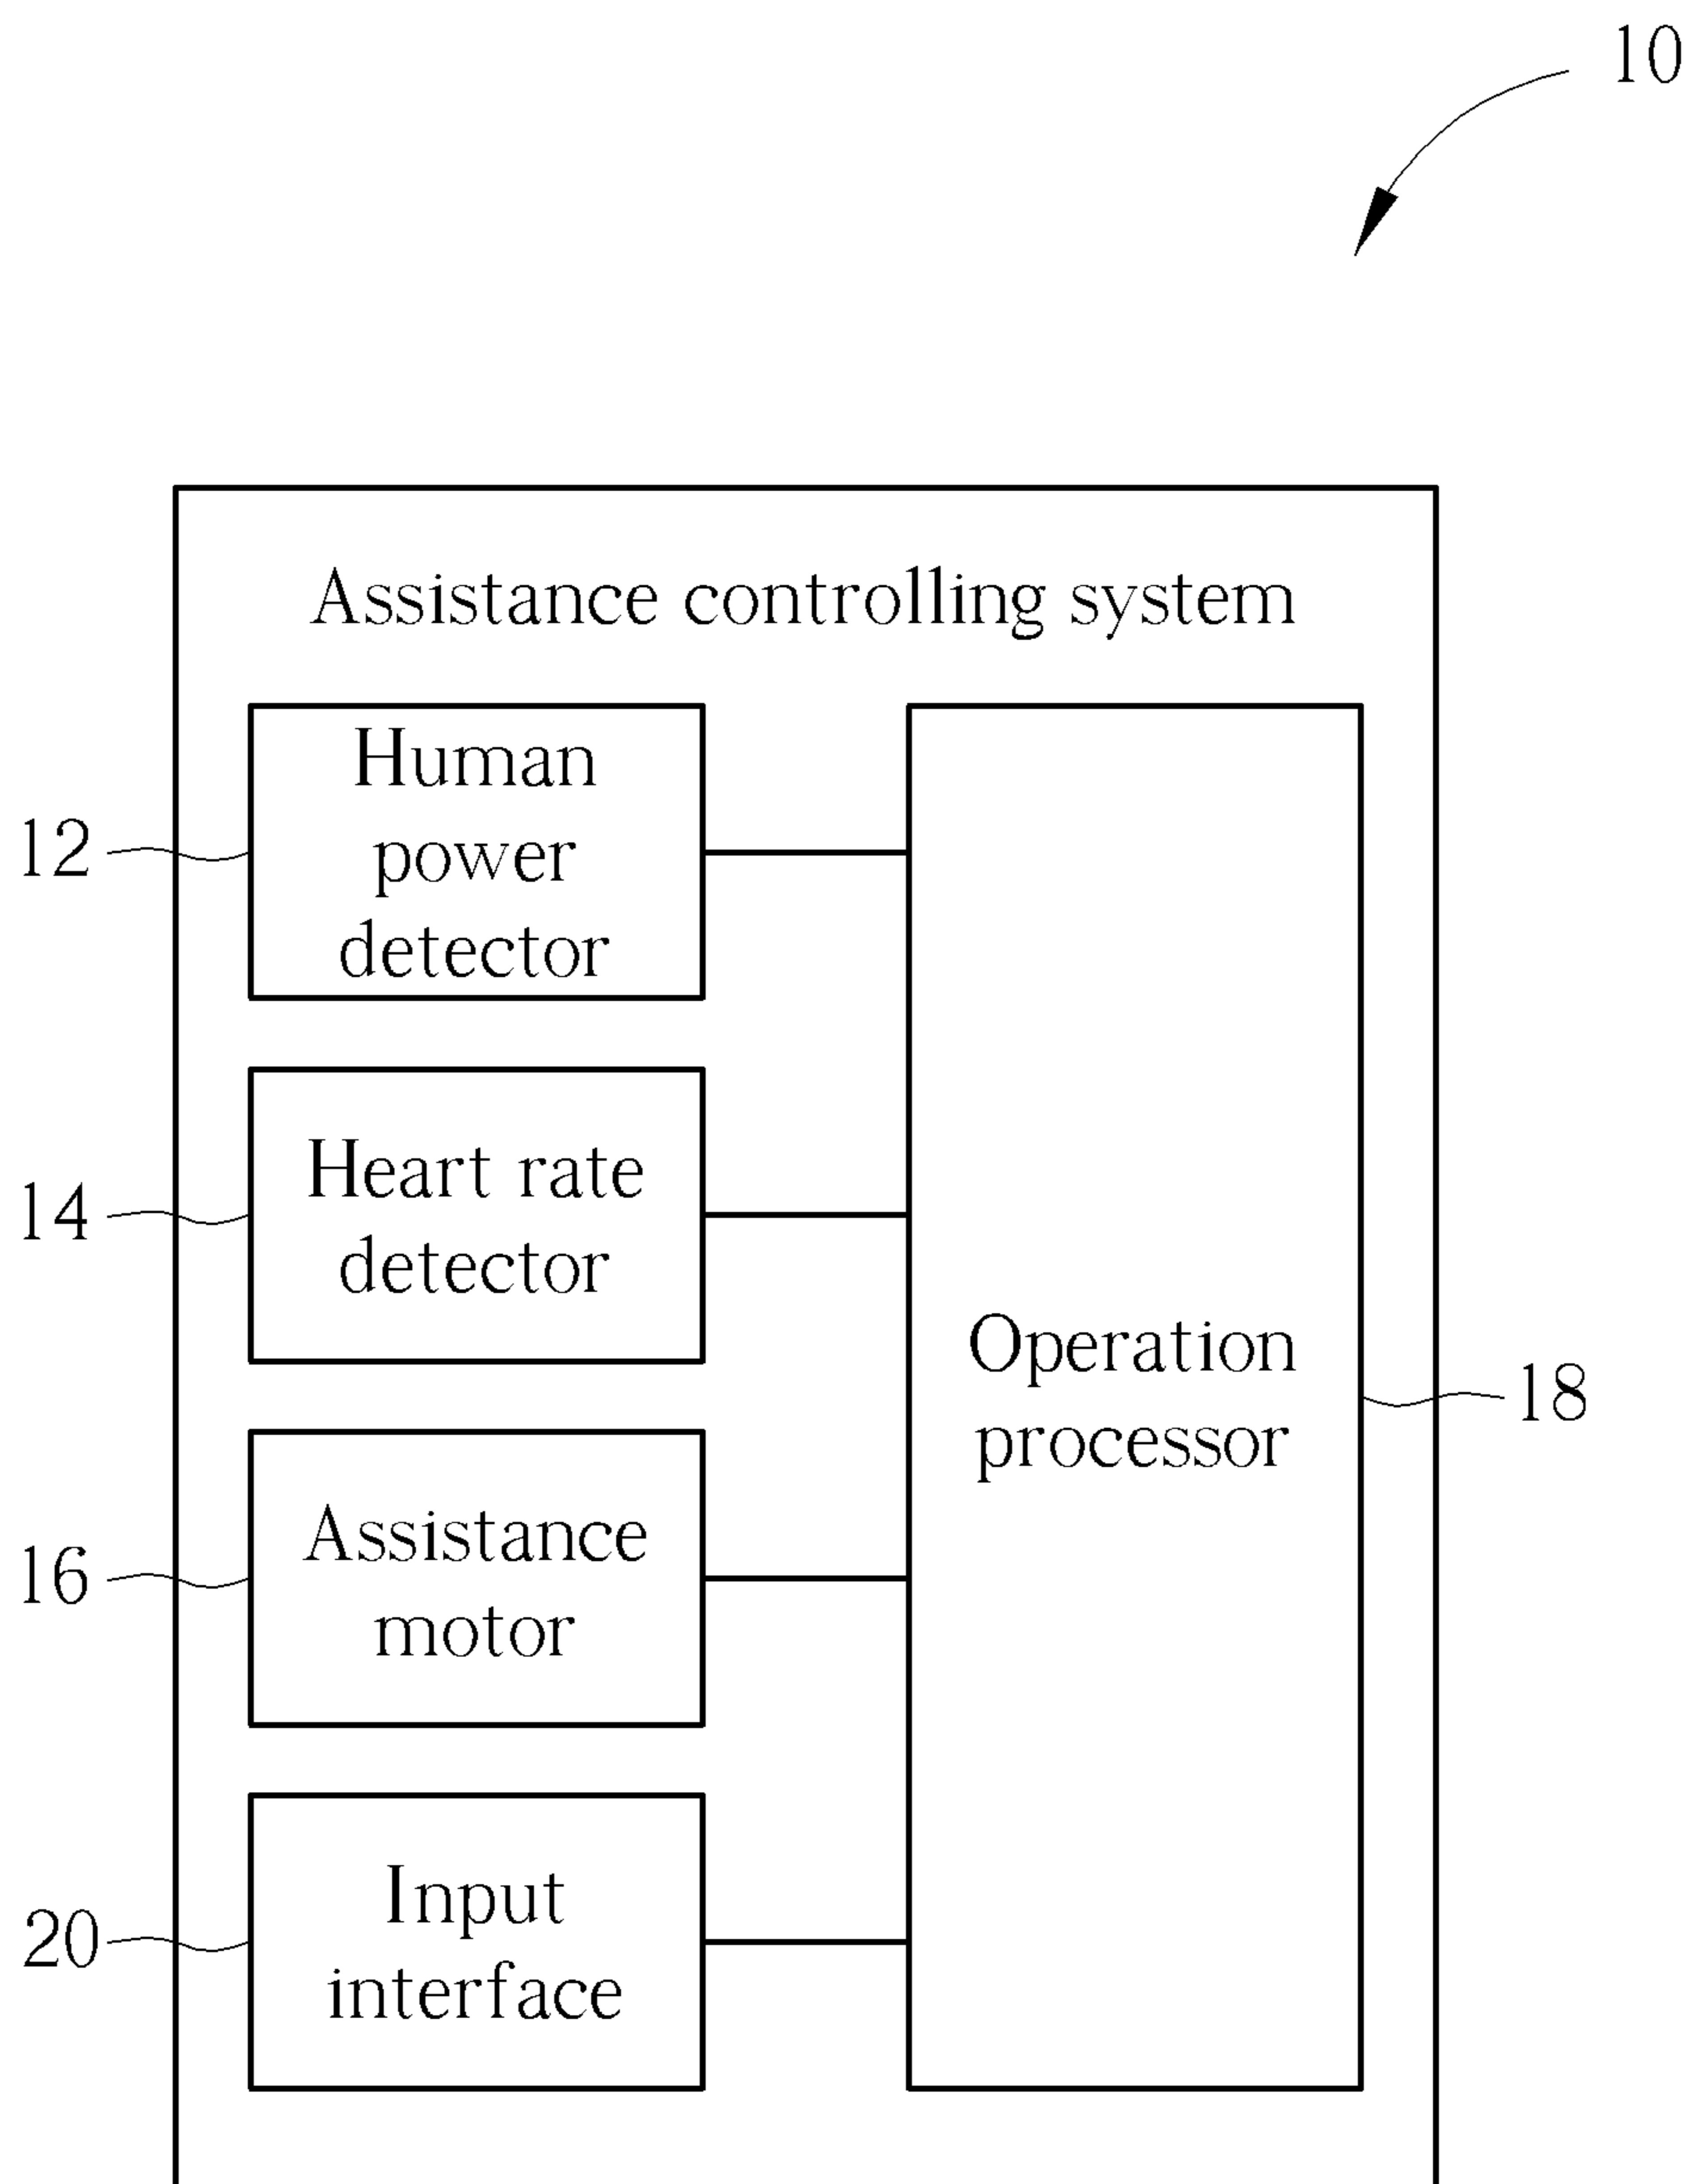 10
Assistance controlling system
Human
power
detector
12
Heart rate
detector
14
Operation
processor
18
Assistance
motor
16
Input
interface
20